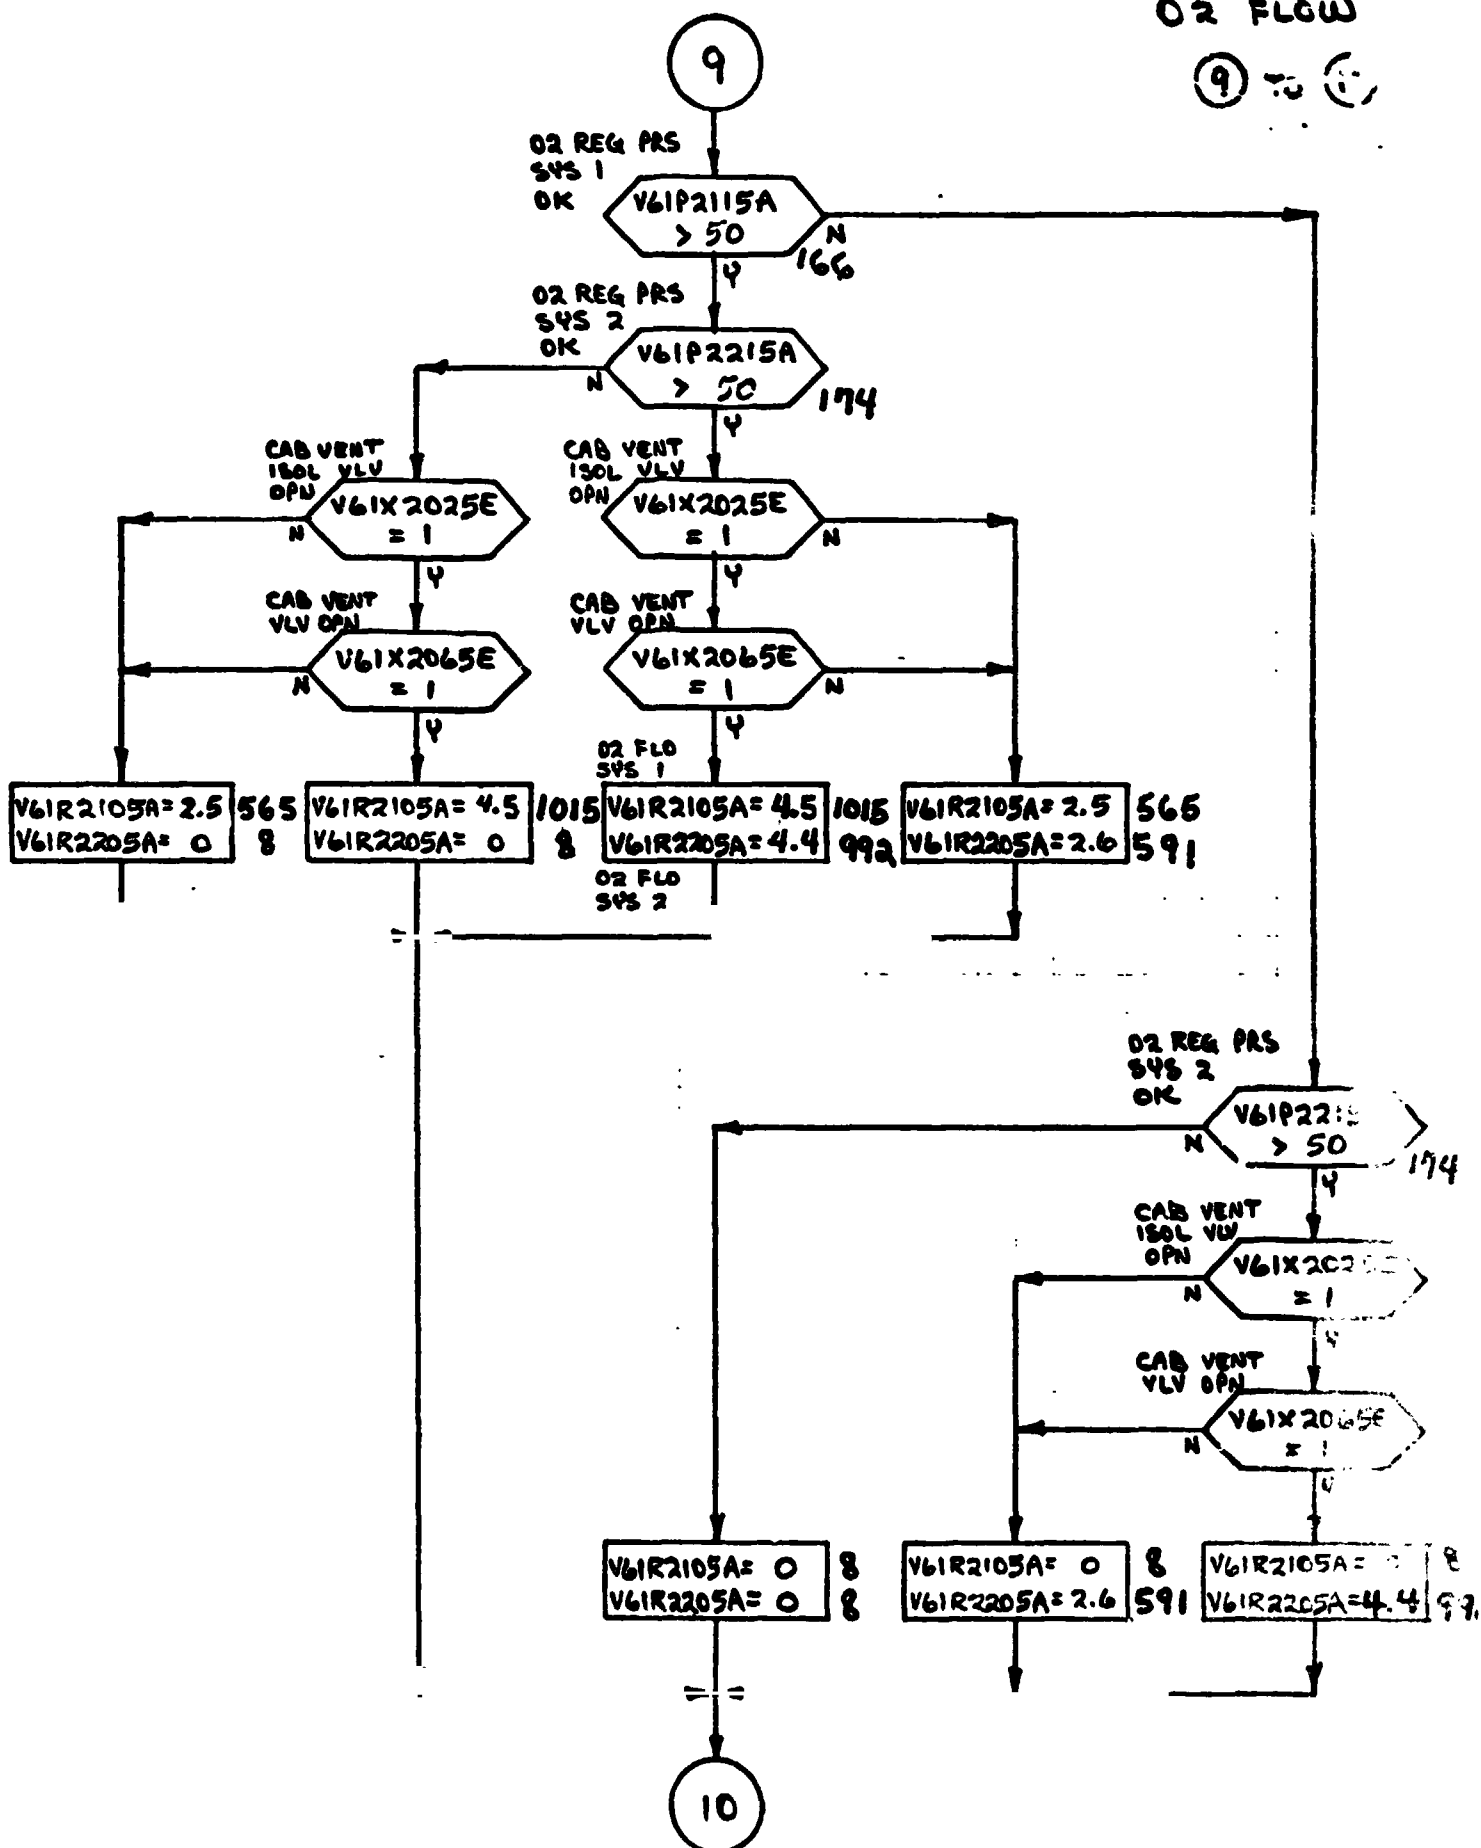 O2 FLOW
9 TO
9
O2 REG PRS
SYS 1
OK
V61P2115A
> 50
N
166
Y
O2 REG PRS
SYS 2
OK
V61P2215A
> 50
N
174
Y
CAB VENT
ISOL VLV
OPN
V61X2025E
= 1
N
Y
CAB VENT
ISOL VLV
OPN
V61X2025E
= 1
N
Y
CAB VENT
VLV OPN
V61X2065E
= 1
N
Y
CAB VENT
VLV OPN
V61X2065E
= 1
N
Y
O2 FLO
SYS 1
V61R2105A= 2.5 565
V61R2205A= 0 8
V61R2105A= 4.5 1015
V61R2205A= 0 8
V61R2105A= 4.5 1015
V61R2205A= 4.4 992
V61R2105A= 2.5 565
V61R2205A= 2.6 591
O2 FLO
SYS 2
O2 REG PRS
SYS 2
OK
> 50
N
174
Y
CAB VENT
ISOL VLV
OPN
= 1
N
Y
CAB VENT
VLV OPN
V61X2065E
= 1
N
V61R2105A= 0 8
V61R2205A= 0 8
V61R2105A= 0 8
V61R2205A= 2.6 591
V61R2105A= 8
V61R2205A=4.4
10